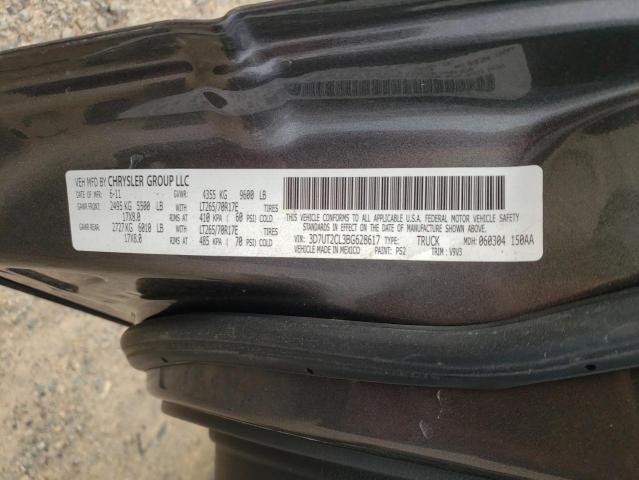 VEH MFD BY CHRYSLER GROUP LLC
DATE OF MFR: 6-11 GVWR: 4355 KG 9600 LB
GAWR FRONT: 2495 KG 5500 LB WITH LT265/70R17E TIRES
17X8.0 RIMS AT 410 KPA ( 60 PSI) COLD
GAWR REAR: 2727 KG 6010 LB WITH LT265/70R17E TIRES
17X8.0 RIMS AT 485 KPA ( 70 PSI) COLD
THIS VEHICLE CONFORMS TO ALL APPLICABLE U.S.A. FEDERAL MOTOR VEHICLE SAFETY
STANDARDS IN EFFECT ON THE DATE OF MANUFACTURE SHOWN ABOVE.
VIN: 3D7UT2CL3BG628617 TYPE: TRUCK MDH: 060304 150AA
VEHICLE MADE IN MEXICO PAINT: PS2 TRIM: V9V3